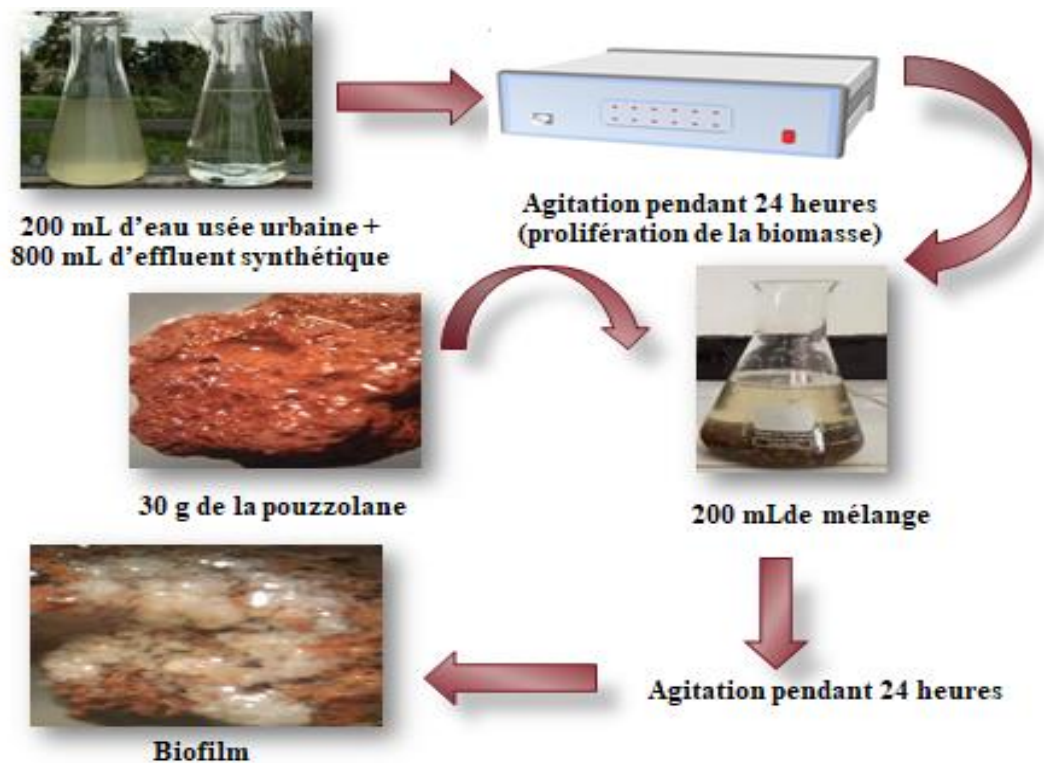 200 mL d'eau usée urbaine +
800 mL d'effluent synthétique
Agitation pendant 24 heures
(prolifération de la biomasse)
30 g de la pouzzolane
200 mLde mélange
Agitation pendant 24 heures
Biofilm